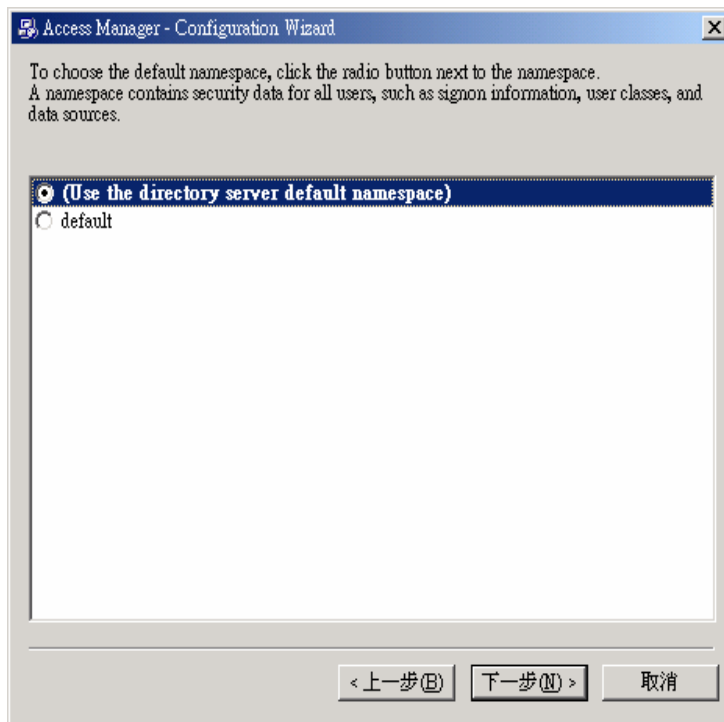 Access Manager - Configuration Wizard
To choose the default namespace, click the radio button next to the namespace.
A namespace contains security data for all users, such as signon information, user classes, and
data sources.
(Use the directory server default namespace)
default
< 上一步(B)
下一步(N) >
取消